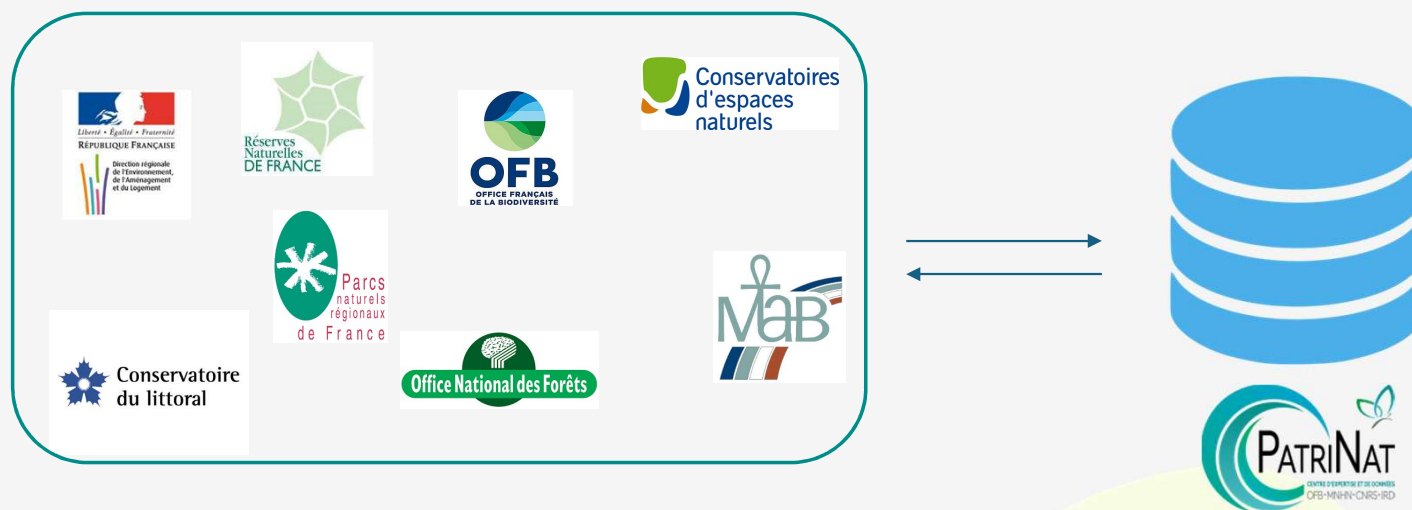 Liberté • Égalité • Fraternité
RÉPUBLIQUE FRANÇAISE
Direction régionale
de l'Environnement,
de l'Aménagement
et du Logement
Réserves
Naturelles
DE FRANCE
OFB
OFFICE FRANÇAIS
DE LA BIODIVERSITÉ
Conservatoires
d'espaces
naturels
Parcs
naturels
régionaux
de France
MaB
Conservatoire
du littoral
Office National des Forêts
PATRINAT
CENTRE D'EXPERTISE ET DE DONNÉES
OFB-MNHN-CNRS-IRD